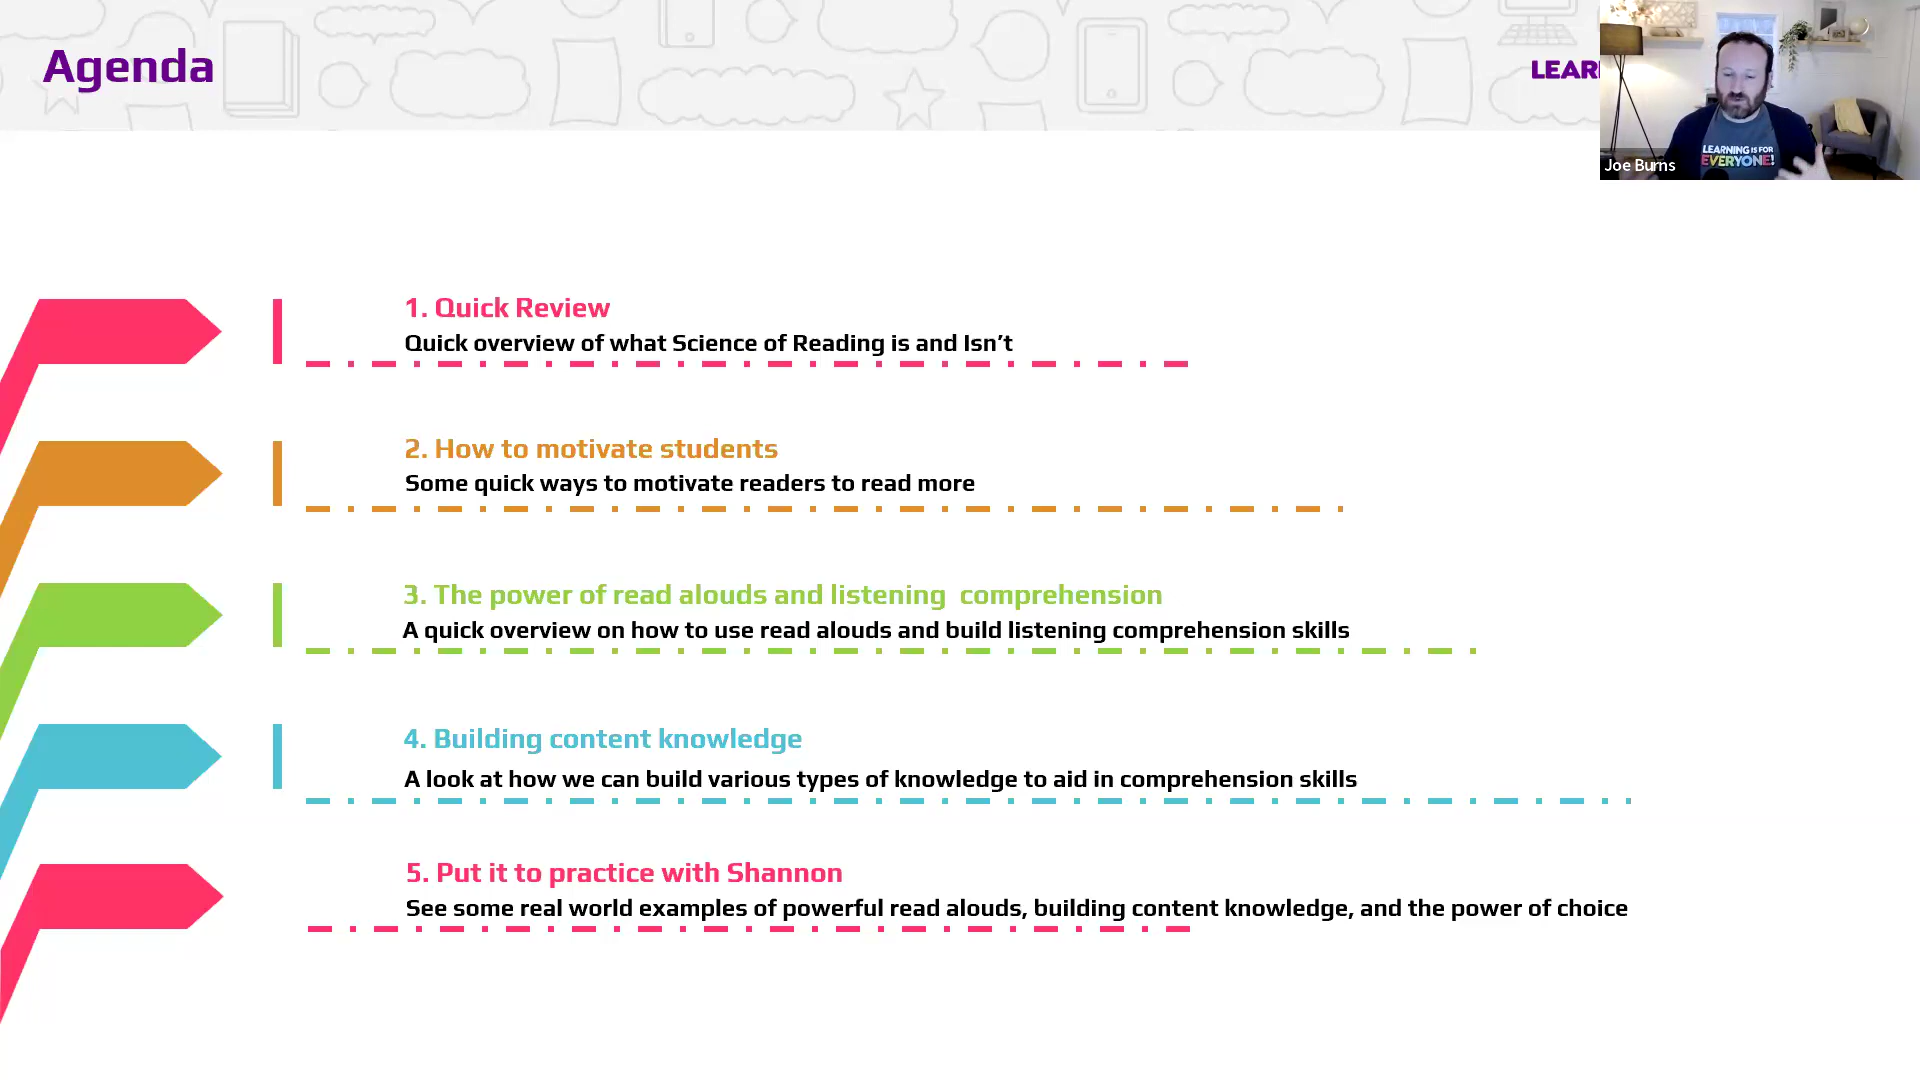 Agenda
LEAR
LEARNING IS FOR
EVERYONE!
Joe Burns
1. Quick Review
Quick overview of what Science of Reading is and Isn’t
2. How to motivate students
Some quick ways to motivate readers to read more
3. The power of read alouds and listening  comprehension
A quick overview on how to use read alouds and build listening comprehension skills
4. Building content knowledge
A look at how we can build various types of knowledge to aid in comprehension skills
5. Put it to practice with Shannon
See some real world examples of powerful read alouds, building content knowledge, and the power of choice